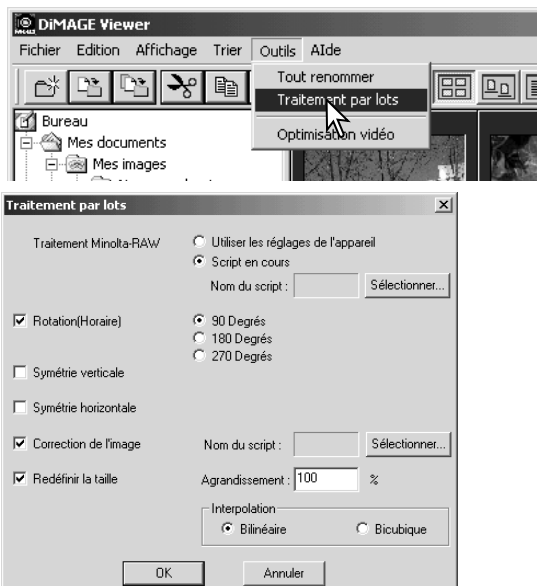 DiMAGE Viewer
Fichier Edition Affichage Trier Outils AIde
Tout renommer
Traitement par lots
Optimisation vidéo
Bureau
Mes documents
Mes images
Traitement par lots
Traitement Minolta-RAW
Utiliser les réglages de l'appareil
Script en cours
Nom du script : Sélectionner...
Rotation(Horaire) 90 Degrés
180 Degrés
270 Degrés
Symétrie verticale
Symétrie horizontale
Correction de l'image Nom du script : Sélectionner...
Redéfinir la taille Agrandissement : 100 %
Interpolation
Bilinéaire Bicubique
OK Annuler